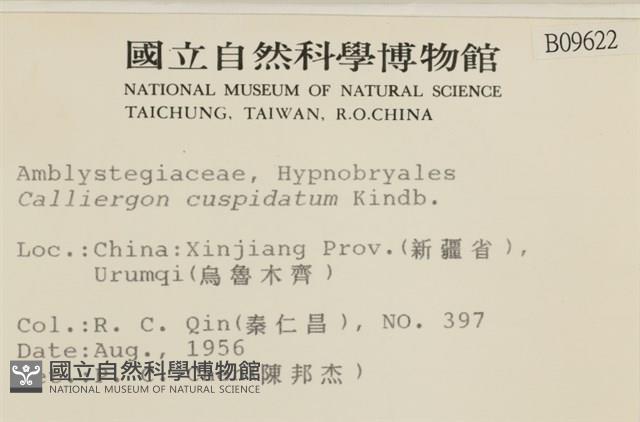 B09622
國立自然科學博物館
NATIONAL MUSEUM OF NATURAL SCIENCE
TAICHUNG, TAIWAN, R.O.CHINA
Amblystegiaceae, Hypnobryales
Calliergon cuspidatum Kindb.
Loc.:China:Xinjiang Prov.(新疆省),
Urumqi(烏魯木齊)
Col.:R. C. Qin(秦仁昌), NO. 397
Date:Aug., 1956
陳邦杰)
國立自然科學博物館
NATIONAL MUSEUM OF NATURAL SCIENCE